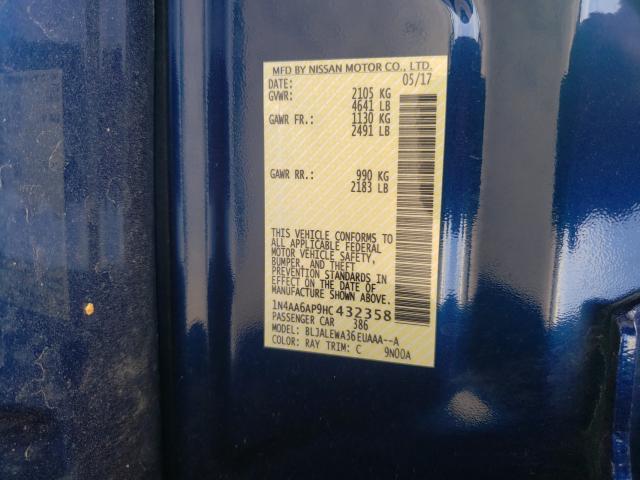 MFD BY NISSAN MOTOR CO., LTD.
DATE: 05/17
GVWR: 2105 KG
4641 LB
GAWR FR.: 1130 KG
2491 LB
GAWR RR.: 990 KG
2183 LB
THIS VEHICLE CONFORMS TO
ALL APPLICABLE FEDERAL
MOTOR VEHICLE SAFETY,
BUMPER, AND THEFT
PREVENTION STANDARDS IN
EFFECT ON THE DATE OF
MANUFACTURE SHOWN ABOVE.
1N4AA6AP9HC432358
PASSENGER CAR 386
MODEL: BLJALEWA36EUAAA--A
COLOR: RAY TRIM: C 9N00A